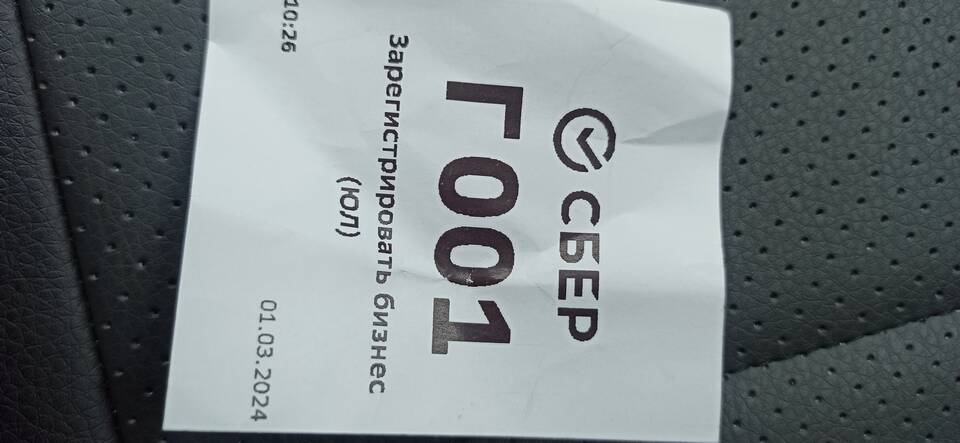 СБЕР
Г001
Зарегистрировать бизнес
(ЮЛ)
10:26
01.03.2024